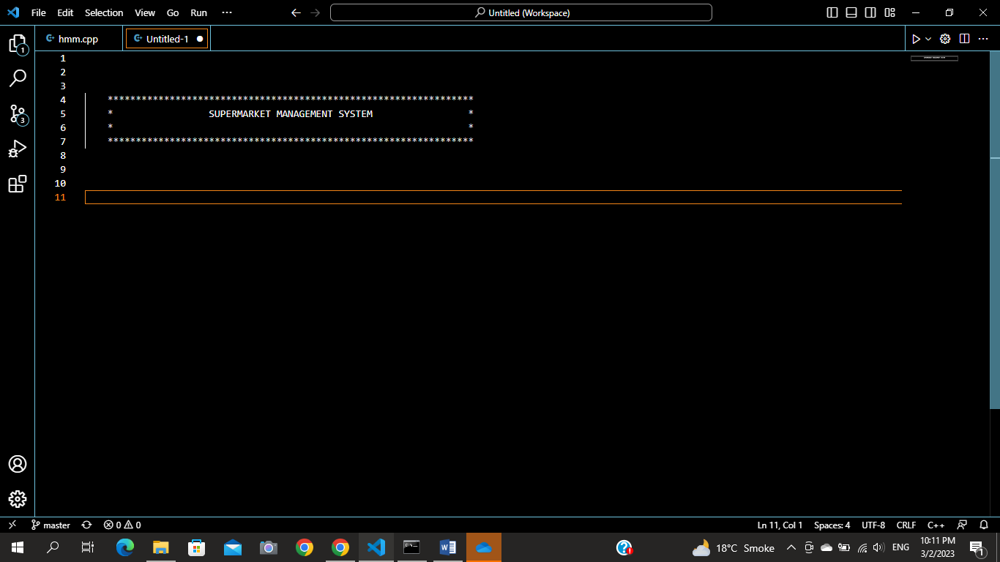 File Edit Selection View Go Run ···
Untitled (Workspace)
hmm.cpp
Untitled-1
1
1
2
3
4 *****************************************************************
5 * SUPERMARKET MANAGEMENT SYSTEM *
6 * *
7 *****************************************************************
8
9
10
11
3
master
0 0
Ln 11, Col 1 Spaces: 4 UTF-8 CRLF C++
18°C Smoke
ENG
10:11 PM
3/2/2023
1